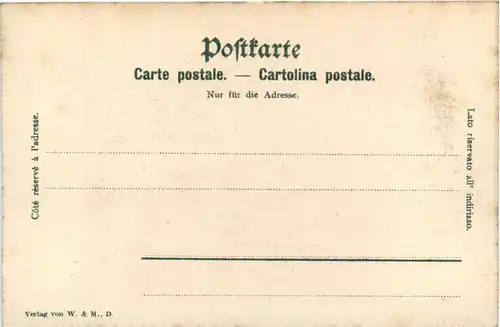 Postkarte
Carte postale. — Cartolina postale.
Nur für die Adresse.
Côté réservé à l'adresse.
Lato riservato all' indirizzo.
Verlag von W. & M., D.